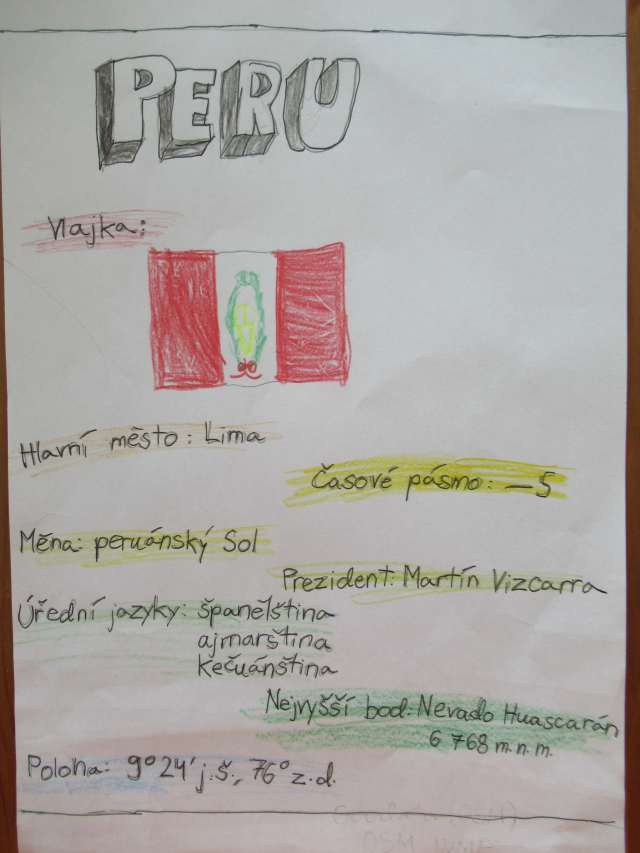 PERU
Vlajka:
Hlavní město: Lima
Časové pásmo: -5
Měna: peruánský Sol
Prezident: Martín Vizcarra
Úřední jazyky: španělština
ajmarština
Kečuánština
Nejvyšší bod: Nevado Huascarán
6 768 m.n.m.
Poloha: 9° 24' j.š., 76° z.d.